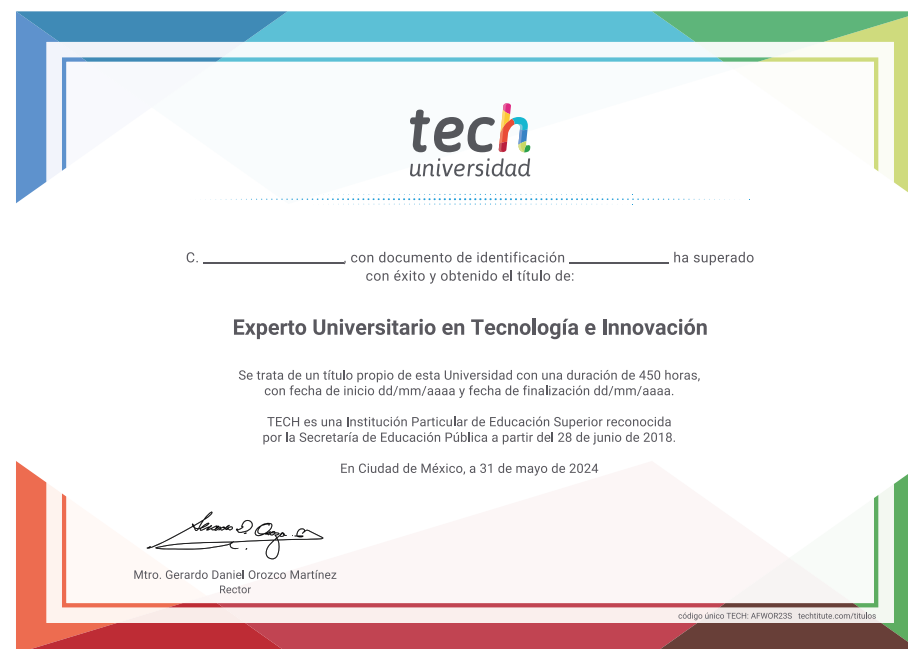 tech
universidad
C. ____________, con documento de identificación ____________ ha superado
con éxito y obtenido el título de:
Experto Universitario en Tecnología e Innovación
Se trata de un título propio de esta Universidad con una duración de 450 horas,
con fecha de inicio dd/mm/aaaa y fecha de finalización dd/mm/aaaa.
TECH es una Institución Particular de Educación Superior reconocida
por la Secretaría de Educación Pública a partir del 28 de junio de 2018.
En Ciudad de México, a 31 de mayo de 2024
Mtro. Gerardo Daniel Orozco Martínez
Rector
código único TECH: AFWOR23S techtitute.com/titulos